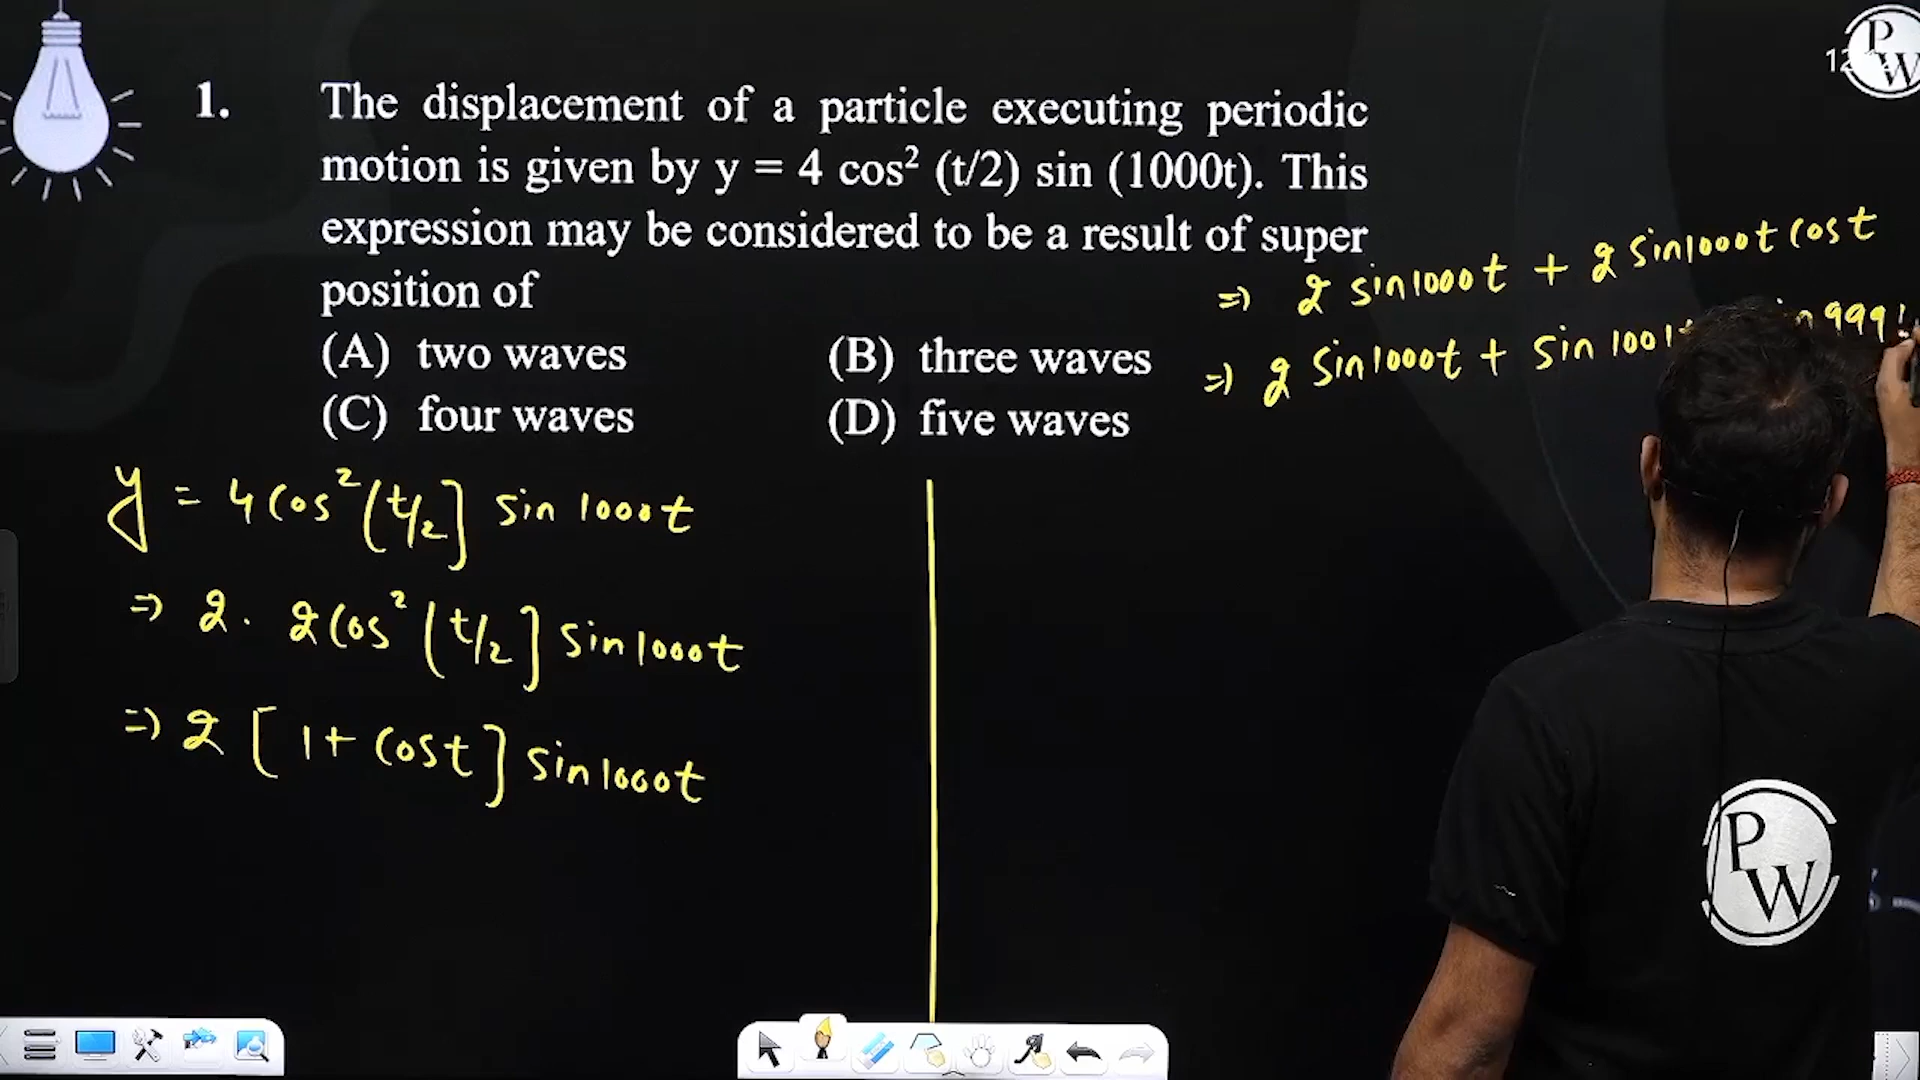 1. The displacement of a particle executing periodic
motion is given by y = 4 cos² (t/2) sin (1000t). This
expression may be considered to be a result of super
position of
(A) two waves (B) three waves
(C) four waves (D) five waves
y = 4 cos² (t/2] sin 1000t
⇒ 2 . 2 cos² (t/2] sin 1000t
⇒ 2 [ 1 + cos t ] sin 1000t
⇒ 2 sin 1000t + 2 sin 1000t cos t
⇒ 2 sin 1000t + sin 1001t 999
PW
PW